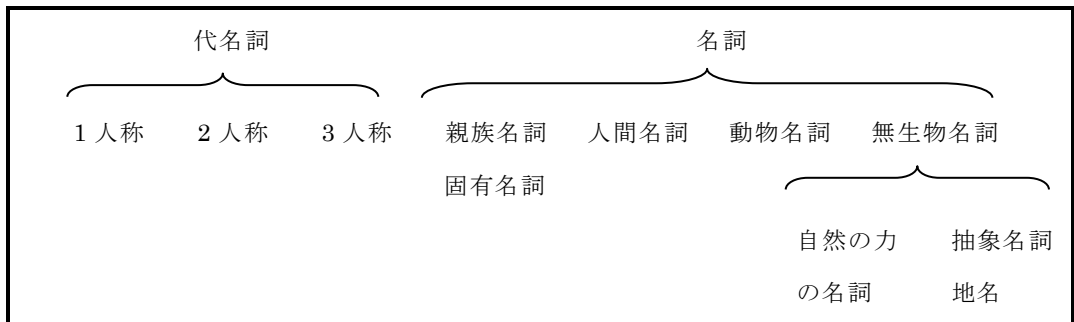 代名詞 名詞
1人称 2人称 3人称 親族名詞 人間名詞 動物名詞 無生物名詞
固有名詞
自然の力 抽象名詞
の名詞 地名